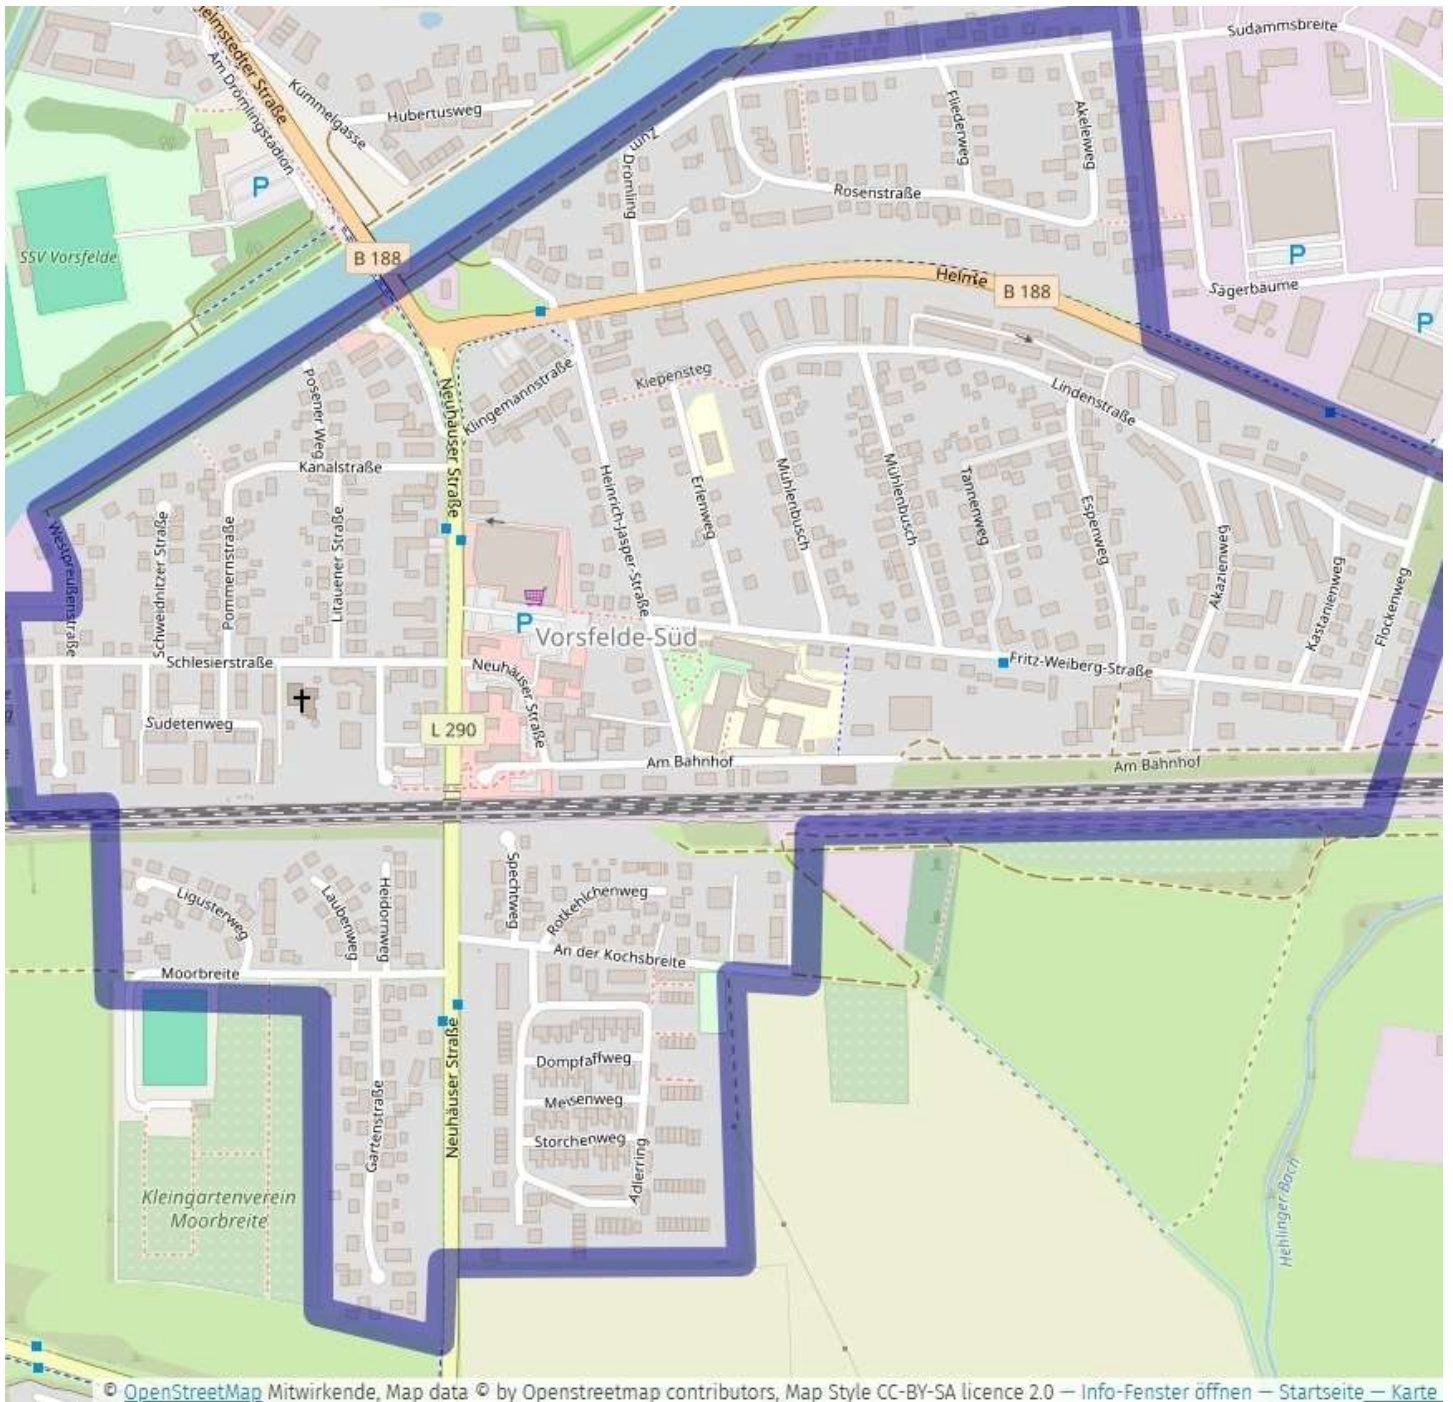 Helmstedter Straße
Am Drömlingstadion
Kümmelgasse
Hubertusweg
Sudammsbreite
P
SSV Vorsfelde
B 188
Zum
Drömling
Fliederweg
Akeleiweg
Rosenstraße
P
Helmste
B 188
Sägerbäume
P
Posener Weg
Neuhäuser Straße
Klingemannstraße
Kiepensteg
Lindenstraße
Kanalstraße
Heinrich-Jasper-Straße
Erlenweg
Mühlenbusch
Mühlenbusch
Tannenweg
Espenweg
Akazienweg
Kastanienweg
Flockenweg
Westpreußenstraße
Schweidnitzer Straße
Pommernstraße
Litauener Straße
P
Vorsfelde-Süd
Schlesierstraße
Neuhäuser Straße
Fritz-Weiberg-Straße
Sudetenweg
L 290
Am Bahnhof
Am Bahnhof
Ligusterweg
Laubenweg
Heidornweg
Spechtweg
Rotkehlchenweg
An der Kochsbreite
Moorbreite
Neuhäuser Straße
Gartenstraße
Dompfaffweg
Meisenweg
Storchenweg
Adlerring
Kleingartenverein
Moorbreite
Hehlinger Bach
© OpenStreetMap Mitwirkende, Map data © by Openstreetmap contributors, Map Style CC-BY-SA licence 2.0 — Info-Fenster öffnen — Startseite — Karte